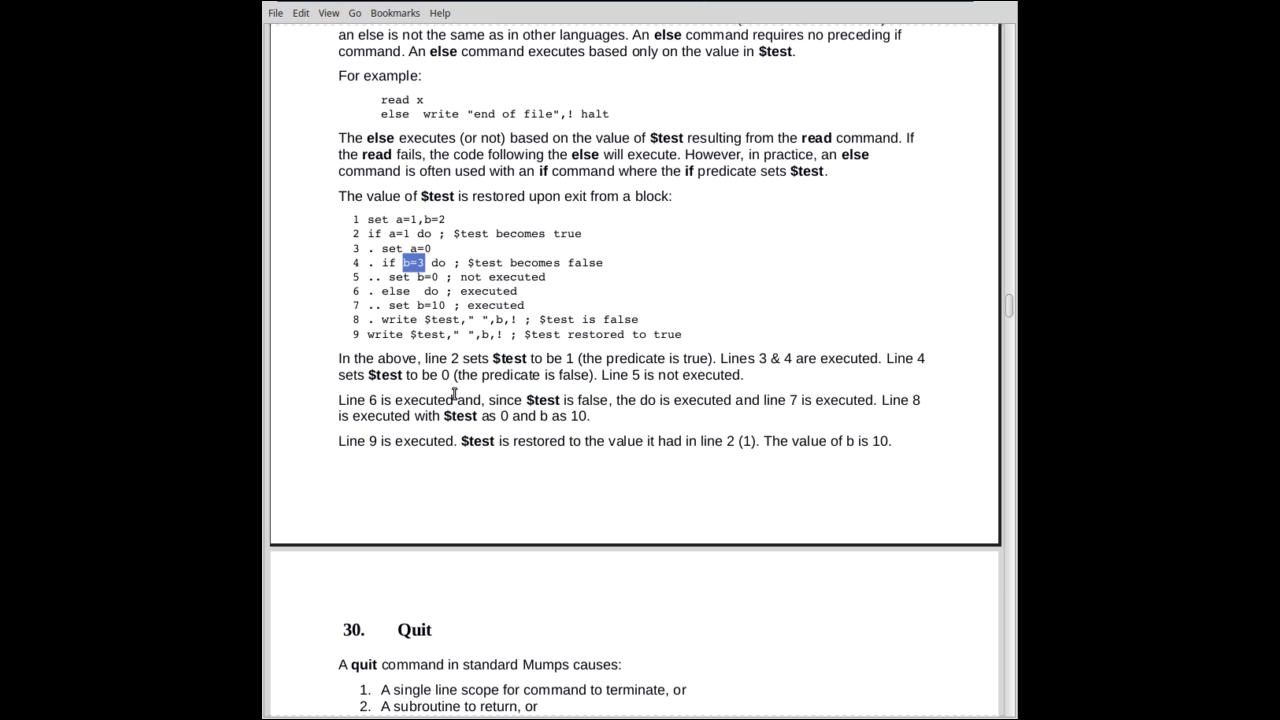 File Edit View Go Bookmarks Help
an else is not the same as in other languages. An else command requires no preceding if
command. An else command executes based only on the value in $test.
For example:
read x
else  write "end of file",! halt
The else executes (or not) based on the value of $test resulting from the read command. If
the read fails, the code following the else will execute. However, in practice, an else
command is often used with an if command where the if predicate sets $test.
The value of $test is restored upon exit from a block:
1 set a=1,b=2
2 if a=1 do ; $test becomes true
3 . set a=0
4 . if b=3 do ; $test becomes false
5 .. set b=0 ; not executed
6 . else  do ; executed
7 .. set b=10 ; executed
8 . write $test," ",b,! ; $test is false
9 write $test," ",b,! ; $test restored to true
In the above, line 2 sets $test to be 1 (the predicate is true). Lines 3 & 4 are executed. Line 4
sets $test to be 0 (the predicate is false). Line 5 is not executed.
Line 6 is executed and, since $test is false, the do is executed and line 7 is executed. Line 8
is executed with $test as 0 and b as 10.
Line 9 is executed. $test is restored to the value it had in line 2 (1). The value of b is 10.
30. Quit
A quit command in standard Mumps causes:
1. A single line scope for command to terminate, or
2. A subroutine to return, or